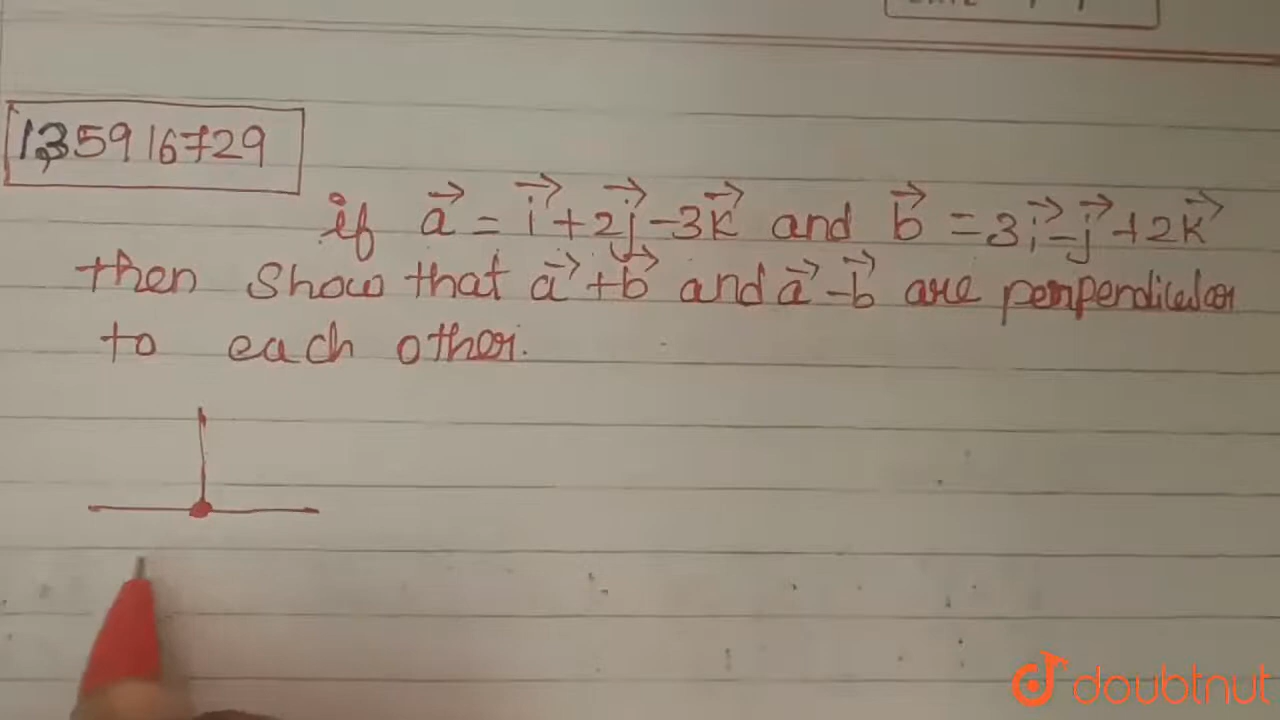 135916729
if a⃗ = i⃗ + 2j⃗ - 3k⃗ and b⃗ = 3i⃗ - j⃗ + 2k⃗
then show that a⃗ + b⃗ and a⃗ - b⃗ are perpendicular
to each other.
doubtnut